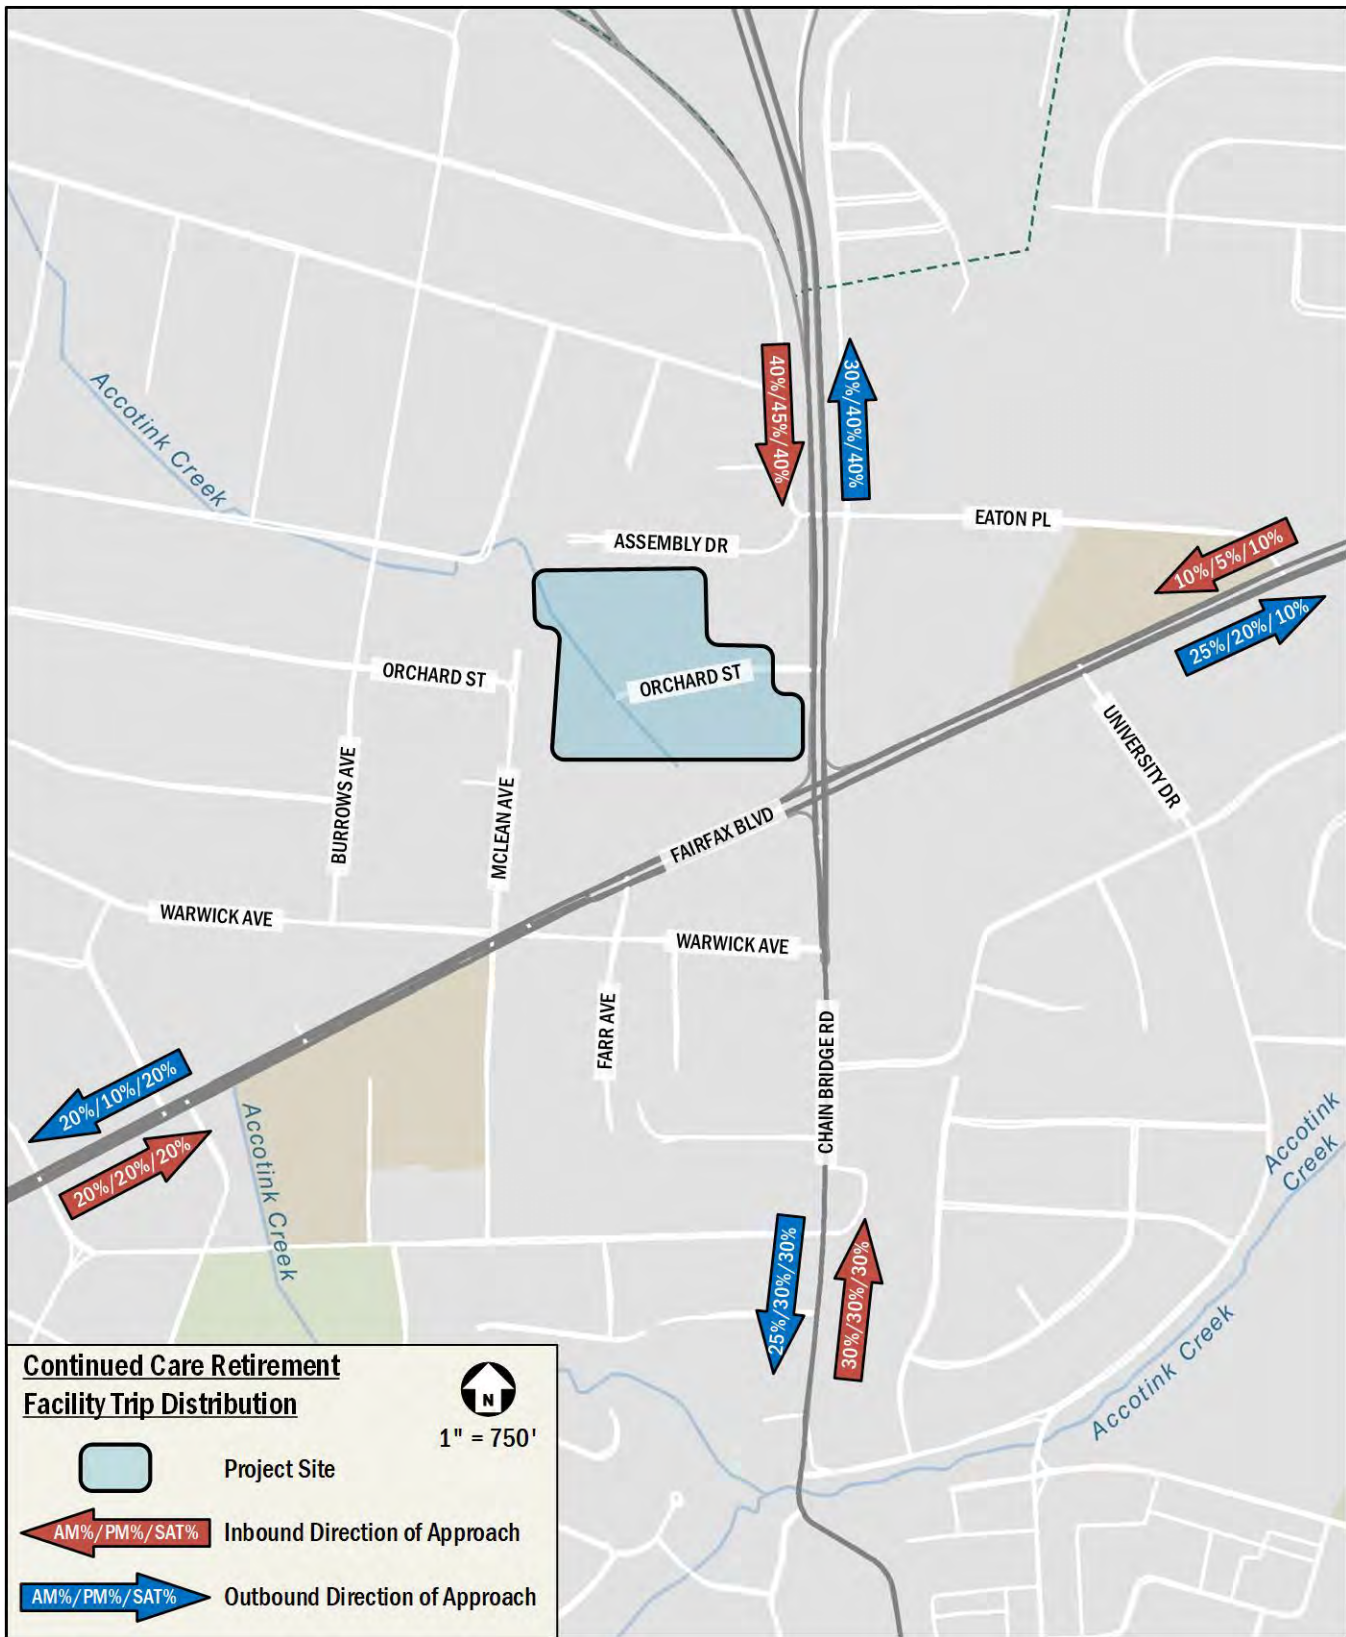 Accotink Creek
40%/45%/40%
30%/40%/40%
EATON PL
ASSEMBLY DR
10%/5%/10%
25%/20%/10%
ORCHARD ST
ORCHARD ST
UNIVERSITY DR
BURROWS AVE
MCLEAN AVE
FAIRFAX BLVD
WARWICK AVE
WARWICK AVE
FARR AVE
CHAIN BRIDGE RD
20%/10%/20%
20%/20%/20%
Accotink Creek
Accotink
Creek
25%/30%/30%
30%/30%/30%
Accotink Creek
Continued Care Retirement
Facility Trip Distribution
N
1" = 750'
Project Site
AM%/PM%/SAT%
Inbound Direction of Approach
AM%/PM%/SAT%
Outbound Direction of Approach